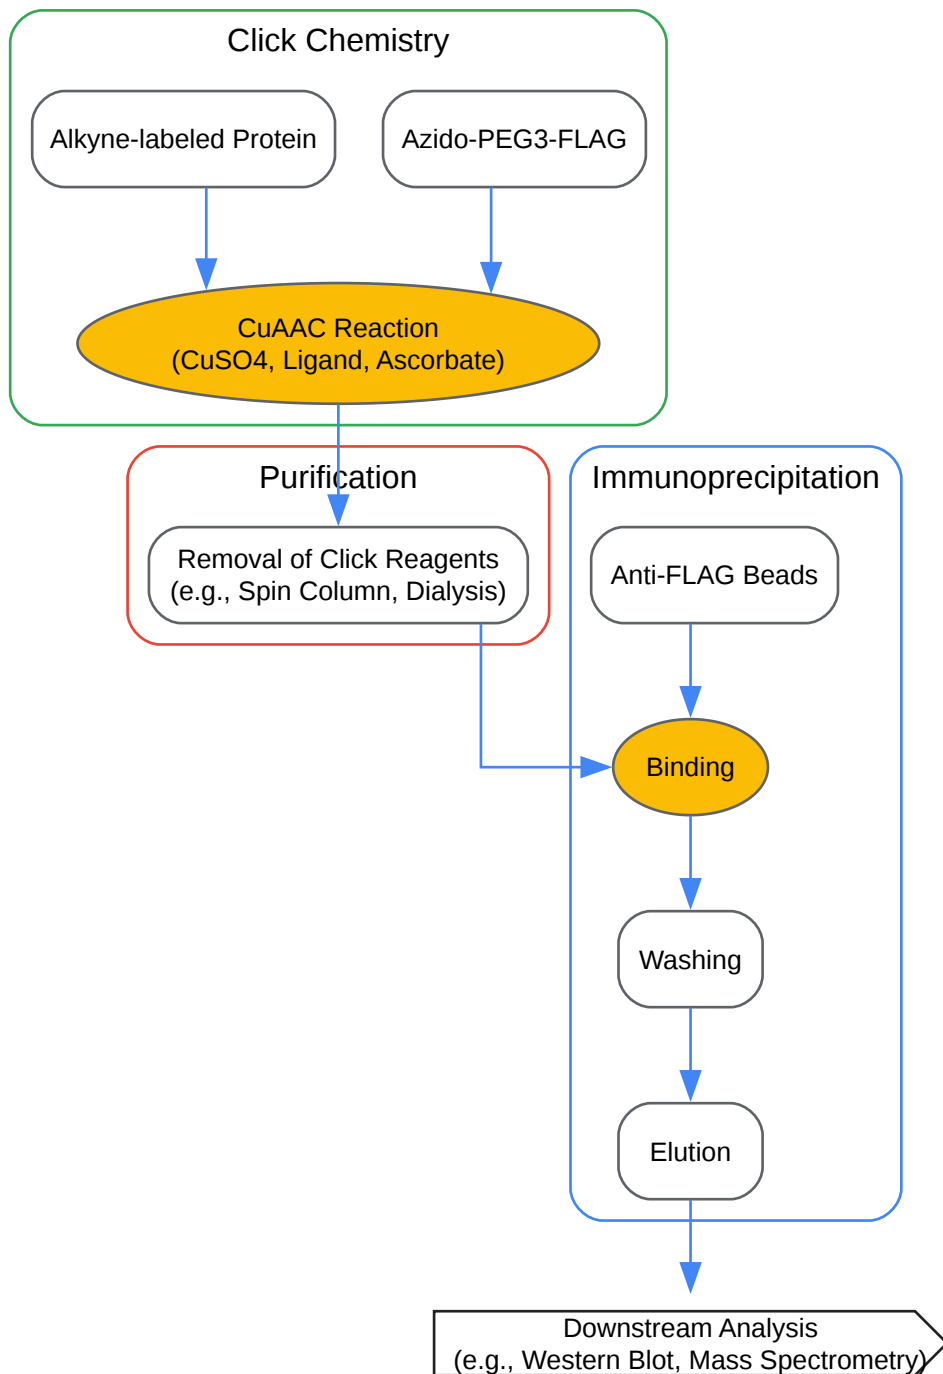 Click Chemistry
Alkyne-labeled Protein
Azido-PEG3-FLAG
CuAAC Reaction
(CuSO4, Ligand, Ascorbate)
Purification
Removal of Click Reagents
(e.g., Spin Column, Dialysis)
Immunoprecipitation
Anti-FLAG Beads
Binding
Washing
Elution
Downstream Analysis
(e.g., Western Blot, Mass Spectrometry)